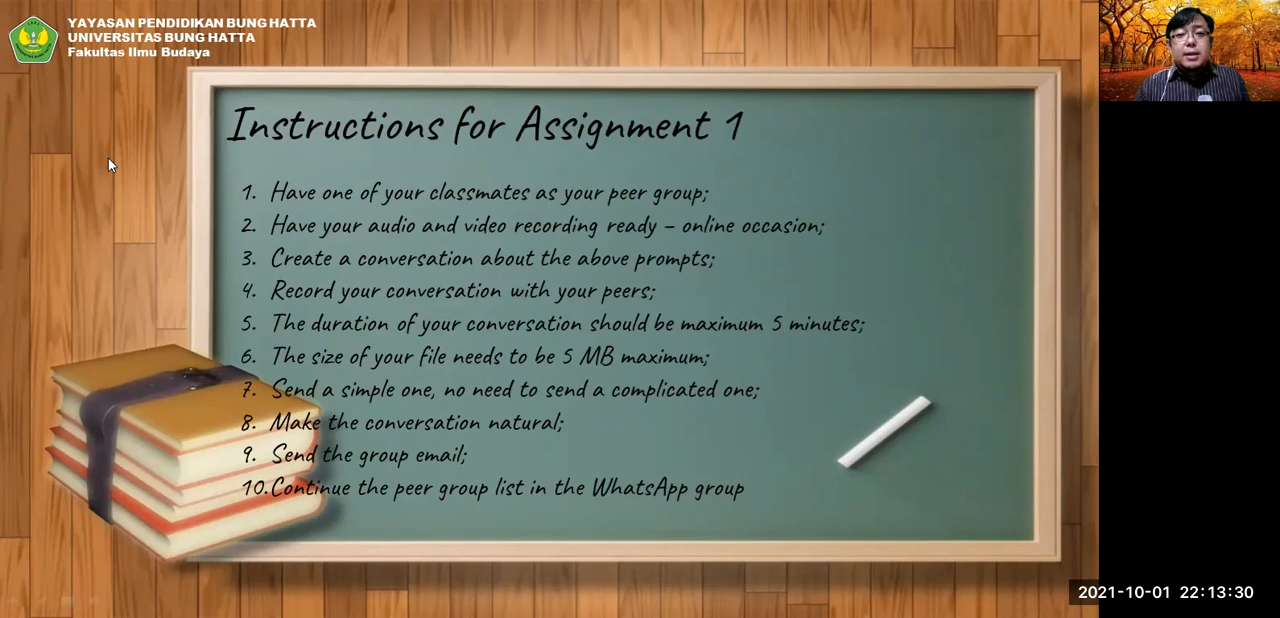 YAYASAN PENDIDIKAN BUNG HATTA
UNIVERSITAS BUNG HATTA
Fakultas Ilmu Budaya
Instructions for Assignment 1
1. Have one of your classmates as your peer group;
2. Have your audio and video recording ready – online occasion;
3. Create a conversation about the above prompts;
4. Record your conversation with your peers;
5. The duration of your conversation should be maximum 5 minutes;
6. The size of your file needs to be 5 MB maximum;
7. Send a simple one, no need to send a complicated one;
8. Make the conversation natural;
9. Send the group email;
10.Continue the peer group list in the WhatsApp group
2021-10-01 22:13:30